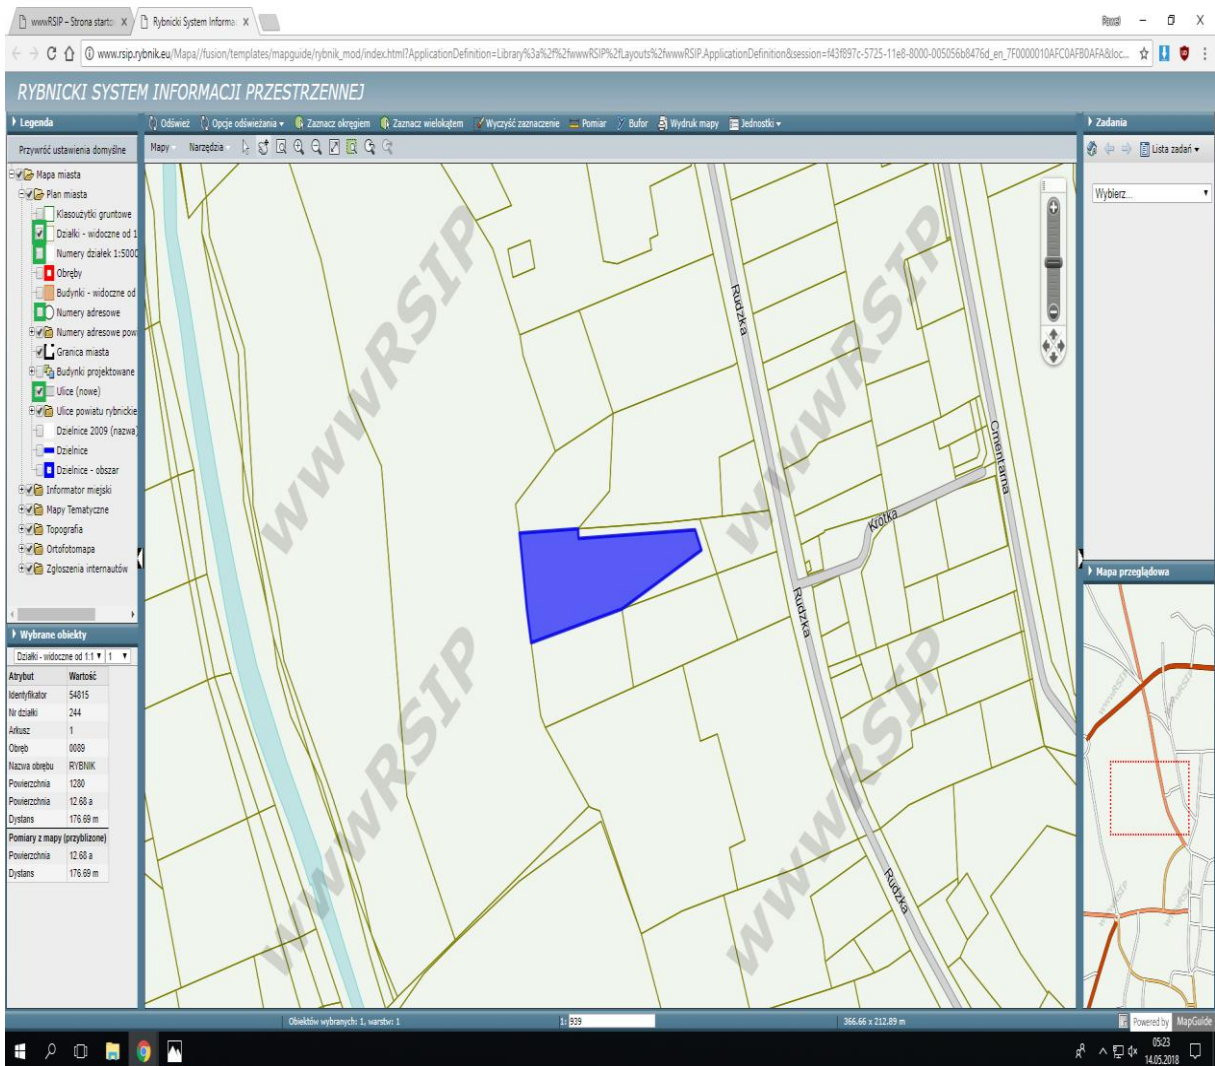 wwwRSIP – Strona starto
Rybnicki System Informa
www.rsip.rybnik.eu/Mapa//fusion/templates/mapguide/rybnik_mod/index.html?ApplicationDefinition=Library%3a%2f%2fwwwRSIP%2fLayouts%2fwwwRSIP.ApplicationDefinition&session=f43f897c-5725-11e8-8000-005056b8476d_en_7F0000010AFC0AFB0AFA&loc...
RYBNICKI SYSTEM INFORMACJI PRZESTRZENNEJ
Legenda
Odśwież
Opcje odświeżania
Zaznacz okręgiem
Zaznacz wielokątem
Wyczyść zaznaczenie
Pomiar
Bufor
Wydruk mapy
Jednostki
Zadania
Przywróć ustawienia domyślne
Mapy
Narzędzia
Lista zadań
Wybierz...
Mapa miasta
Plan miasta
Klasoużytki gruntowe
Działki - widoczne od 1
Numery działek 1:5000
Obręby
Budynki - widoczne od
Numery adresowe
Numery adresowe pow
Granica miasta
Budynki projektowane
Ulice (nowe)
Ulice powiatu rybnickie
Dzielnice 2009 (nazwa)
Dzielnice
Dzielnice - obszar
Informator miejski
Mapy Tematyczne
Topografia
Ortofotomapa
Zgłoszenia internautów
Wybrane obiekty
Działki - widoczne od 1:1 1
Atrybut Wartość
Identyfikator 54815
Nr działki 244
Arkusz 1
Obręb 0089
Nazwa obrębu RYBNIK
Powierzchnia 1280
Powierzchnia 12.68 a
Dystans 176.69 m
Pomiary z mapy (przybliżone)
Powierzchnia 12.68 a
Dystans 176.69 m
wwwRSIP
wwwRSIP
wwwRSIP
wwwRSIP
Rudzka
Cmentarna
Krótka
Rudzka
Rudzka
Mapa przeglądowa
wwwRSIP
wwwRSIP
wwwRSIP
wwwRSIP
Obiektów wybranych: 1, warstw: 1
1: 939
366.66 x 212.89 m
Powered by MapGuide
05:23
14.05.2018